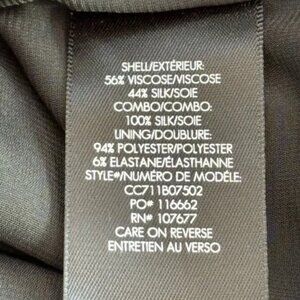 SHELL/EXTÉRIEUR:
56% VISCOSE/VISCOSE
44% SILK/SOIE
COMBO/COMBO:
100% SILK/SOIE
LINING/DOUBLURE:
94% POLYESTER/POLYESTER
6% ELASTANE/ÉLASTHANNE
STYLE#/NUMÉRO DE MODÉLE:
CC711B07502
PO# 116662
RN# 107677
CARE ON REVERSE
ENTRETIEN AU VERSO